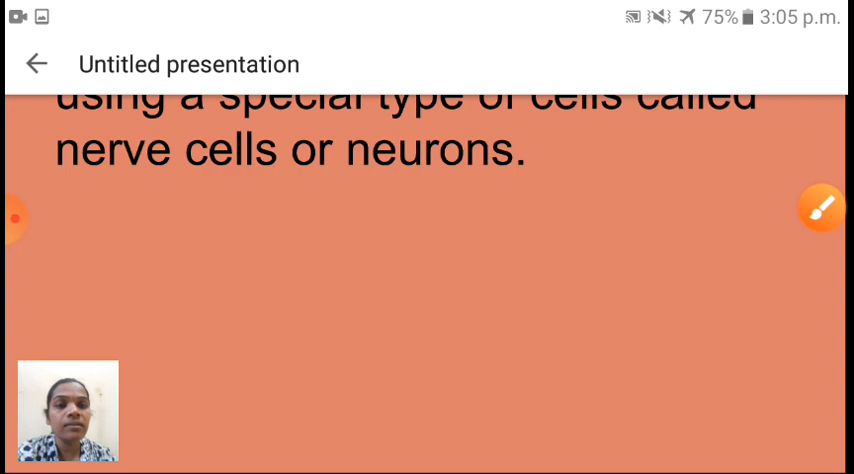 75% 3:05 p.m.
Untitled presentation
using a special type of cells called
nerve cells or neurons.